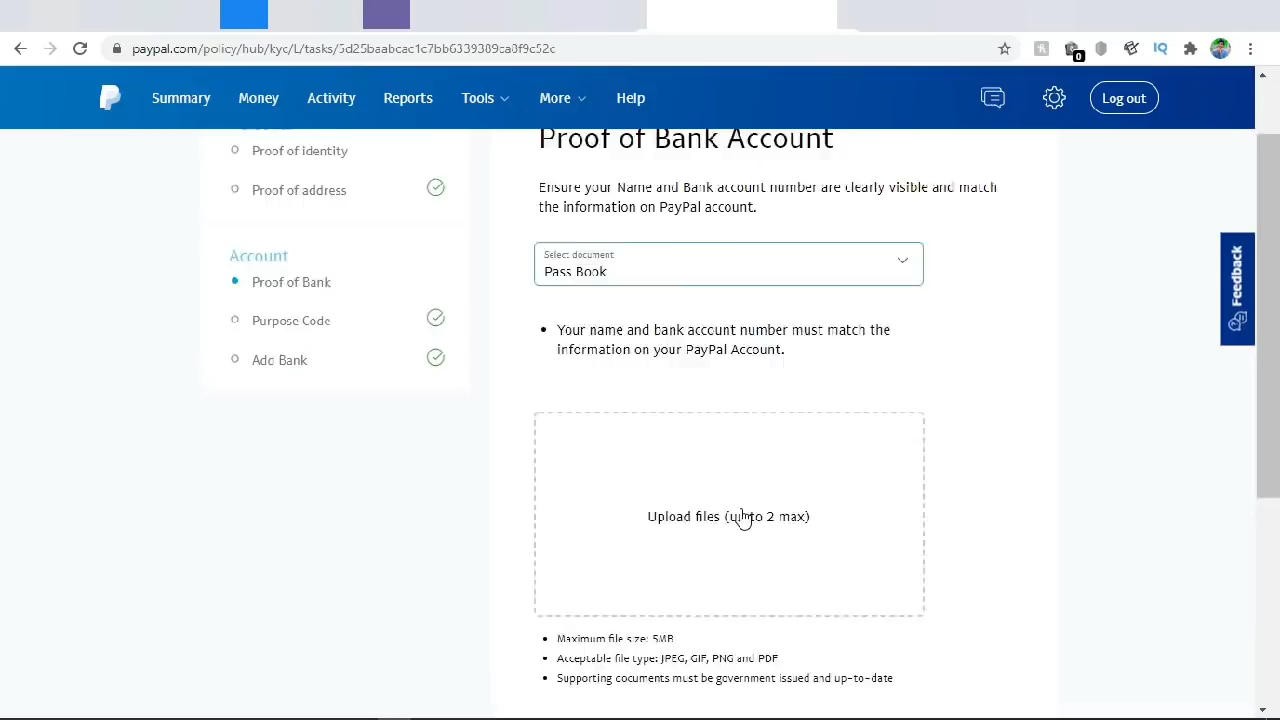 paypal.com/policy/hub/kyc/L/tasks/5d25baabcac1c7bb6339389ca0f9c52c
0
IQ
Summary
Money
Activity
Reports
Tools
More
Help
Log out
Proof of identity
Proof of address
Account
Proof of Bank
Purpose Code
Add Bank
Proof of Bank Account
Ensure your Name and Bank account number are clearly visible and match
the information on PayPal account.
Select document
Pass Book
• Your name and bank account number must match the
information on your PayPal Account.
Upload files (up to 2 max)
• Maximum file size: 5MB
• Acceptable file type: JPEG, GIF, PNG and PDF
• Supporting documents must be government issued and up-to-date
Feedback